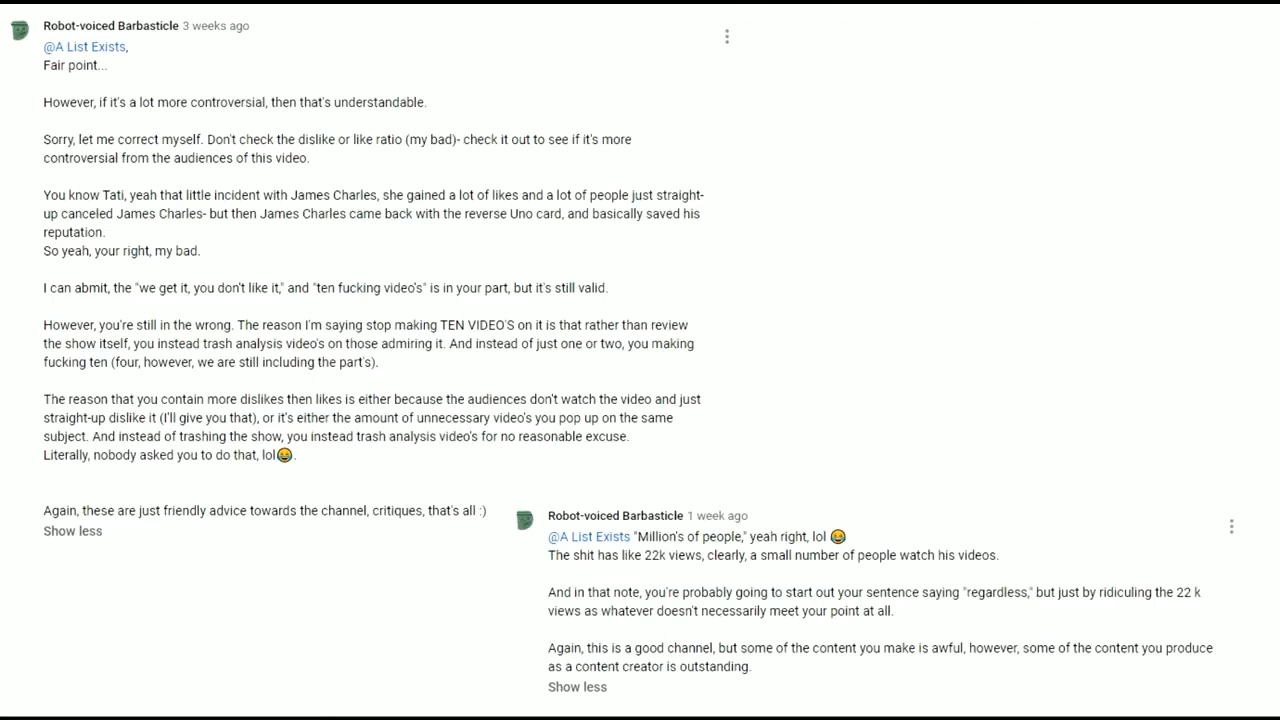 Robot-voiced Barbasticle 3 weeks ago
@A List Exists,
Fair point...
However, if it's a lot more controversial, then that's understandable.
Sorry, let me correct myself. Don't check the dislike or like ratio (my bad)- check it out to see if it's more
controversial from the audiences of this video.
You know Tati, yeah that little incident with James Charles, she gained a lot of likes and a lot of people just straight-
up canceled James Charles- but then James Charles came back with the reverse Uno card, and basically saved his
reputation.
So yeah, your right, my bad.
I can abmit, the "we get it, you don't like it," and "ten fucking video's" is in your part, but it's still valid.
However, you're still in the wrong. The reason I'm saying stop making TEN VIDEO'S on it is that rather than review
the show itself, you instead trash analysis video's on those admiring it. And instead of just one or two, you making
fucking ten (four, however, we are still including the part's).
The reason that you contain more dislikes then likes is either because the audiences don't watch the video and just
straight-up dislike it (I'll give you that), or it's either the amount of unnecessary video's you pop up on the same
subject. And instead of trashing the show, you instead trash analysis video's for no reasonable excuse.
Literally, nobody asked you to do that, lol😂.
Again, these are just friendly advice towards the channel, critiques, that's all :)
Show less
Robot-voiced Barbasticle 1 week ago
@A List Exists "Million's of people," yeah right, lol 😂
The shit has like 22k views, clearly, a small number of people watch his videos.
And in that note, you're probably going to start out your sentence saying "regardless," but just by ridiculing the 22 k
views as whatever doesn't necessarily meet your point at all.
Again, this is a good channel, but some of the content you make is awful, however, some of the content you produce
as a content creator is outstanding.
Show less